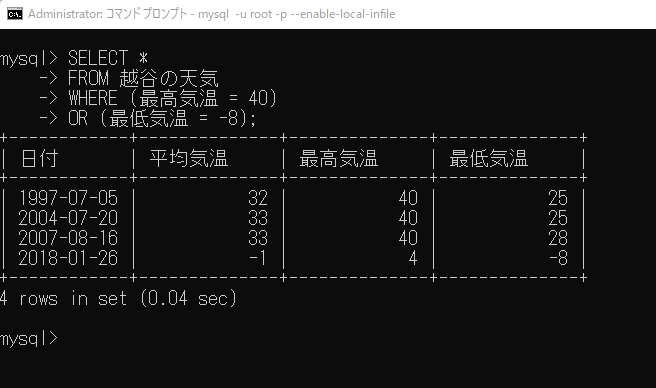 Administrator: コマンド プロンプト - mysql -u root -p --enable-local-infile
mysql> SELECT *
-> FROM 越谷の天気
-> WHERE (最高気温 = 40)
-> OR (最低気温 = -8);
+------------+--------------+--------------+--------------+
| 日付 | 平均気温 | 最高気温 | 最低気温 |
+------------+--------------+--------------+--------------+
| 1997-07-05 | 32 | 40 | 25 |
| 2004-07-20 | 33 | 40 | 25 |
| 2007-08-16 | 33 | 40 | 28 |
| 2018-01-26 | -1 | 4 | -8 |
+------------+--------------+--------------+--------------+
4 rows in set (0.04 sec)
mysql>